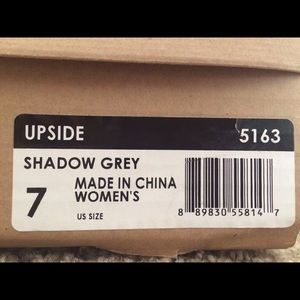 UPSIDE 5163
SHADOW GREY
7 MADE IN CHINA
WOMEN'S
US SIZE
8 89830 55814 7